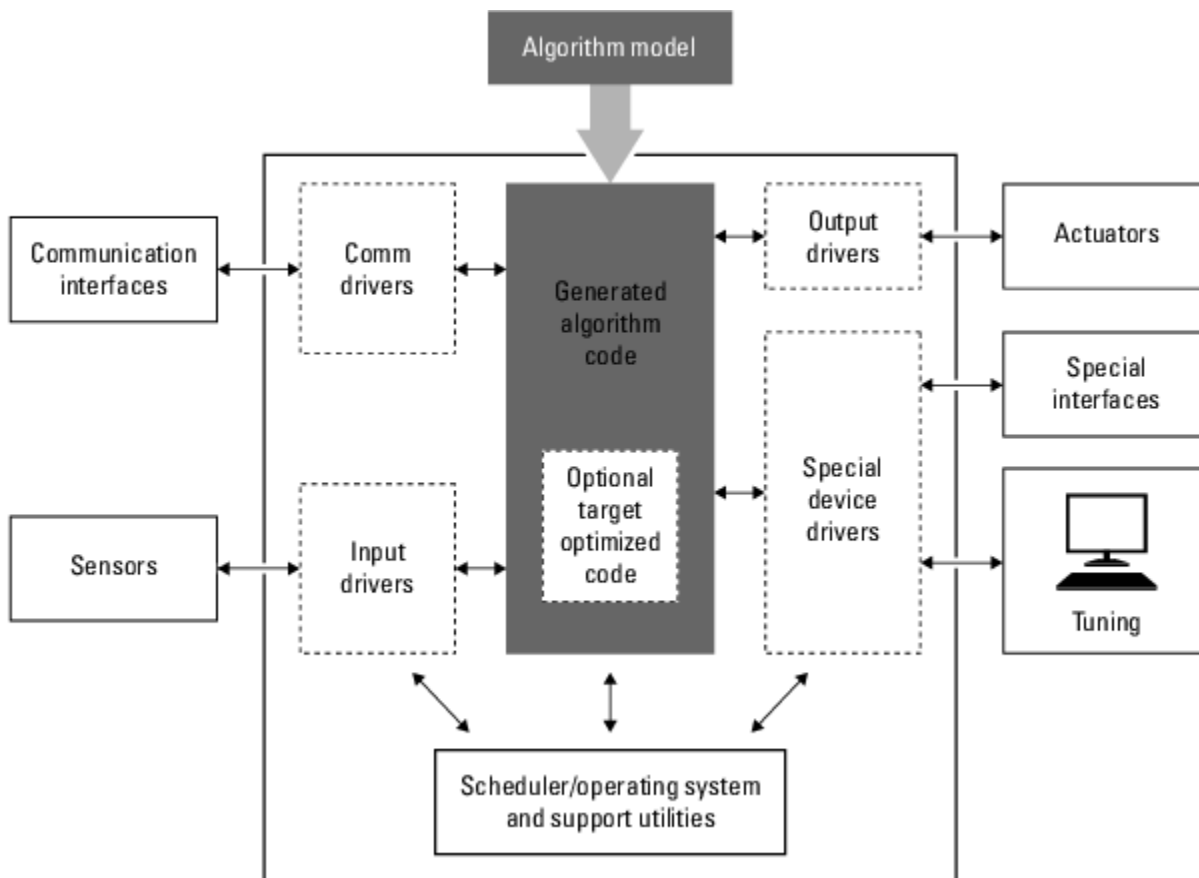 Algorithm model
Communication
interfaces
Comm
drivers
Generated
algorithm
code
Output
drivers
Actuators
Special
interfaces
Sensors
Input
drivers
Optional
target
optimized
code
Special
device
drivers
Tuning
Scheduler/operating system
and support utilities